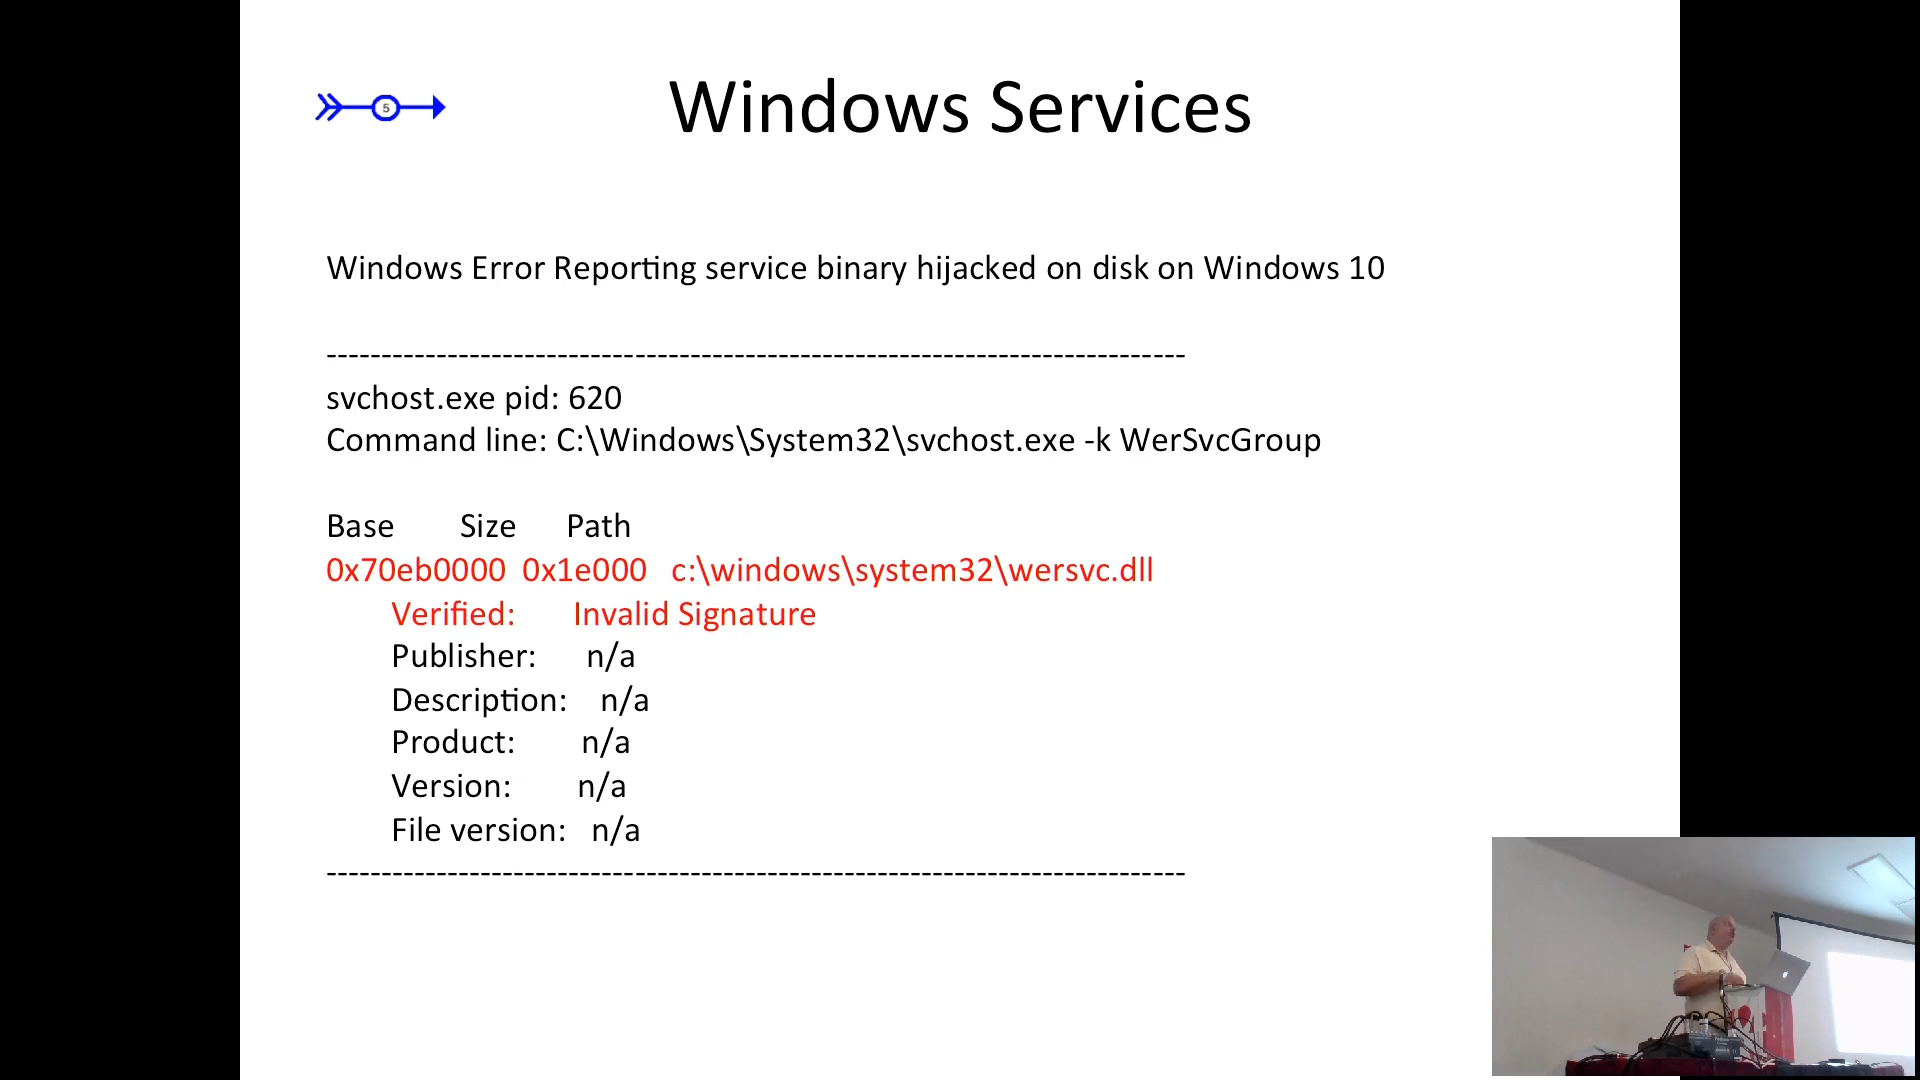 5
Windows Services
Windows Error Reporting service binary hijacked on disk on Windows 10
-------------------------------------------------------------------------------
svchost.exe pid: 620
Command line: C:\Windows\System32\svchost.exe -k WerSvcGroup
Base Size Path
0x70eb0000 0x1e000 c:\windows\system32\wersvc.dll
Verified: Invalid Signature
Publisher: n/a
Description: n/a
Product: n/a
Version: n/a
File version: n/a
-------------------------------------------------------------------------------